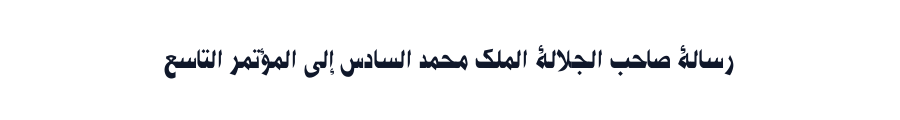 رسالة صاحب الجلالة الملك محمد السادس إلى المؤتمر التاسع